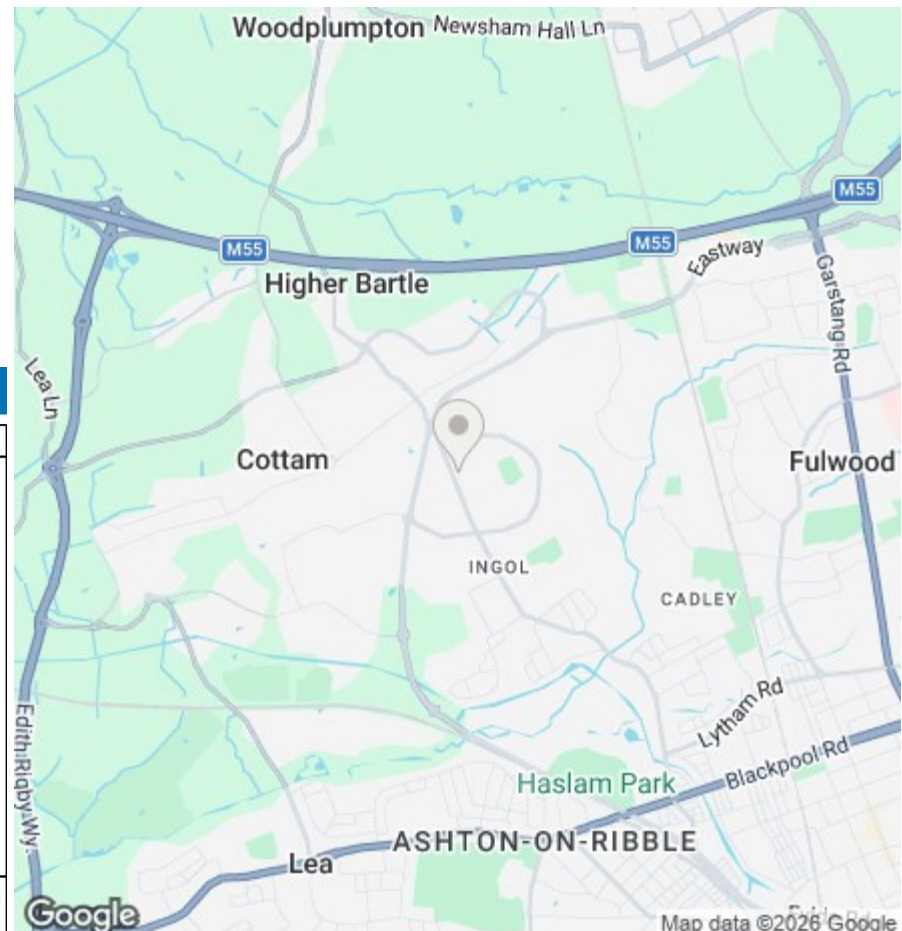 Woodplumpton
Newsham Hall Ln
M55
M55
M55
Eastway
Higher Bartle
Garstang Rd
Lea Ln
Cottam
Fulwood
INGOL
CADLEY
Lytham Rd
Edith Rigby Wy.
Blackpool Rd
Haslam Park
ASHTON-ON-RIBBLE
Lea
Google
Map data ©2026 Google